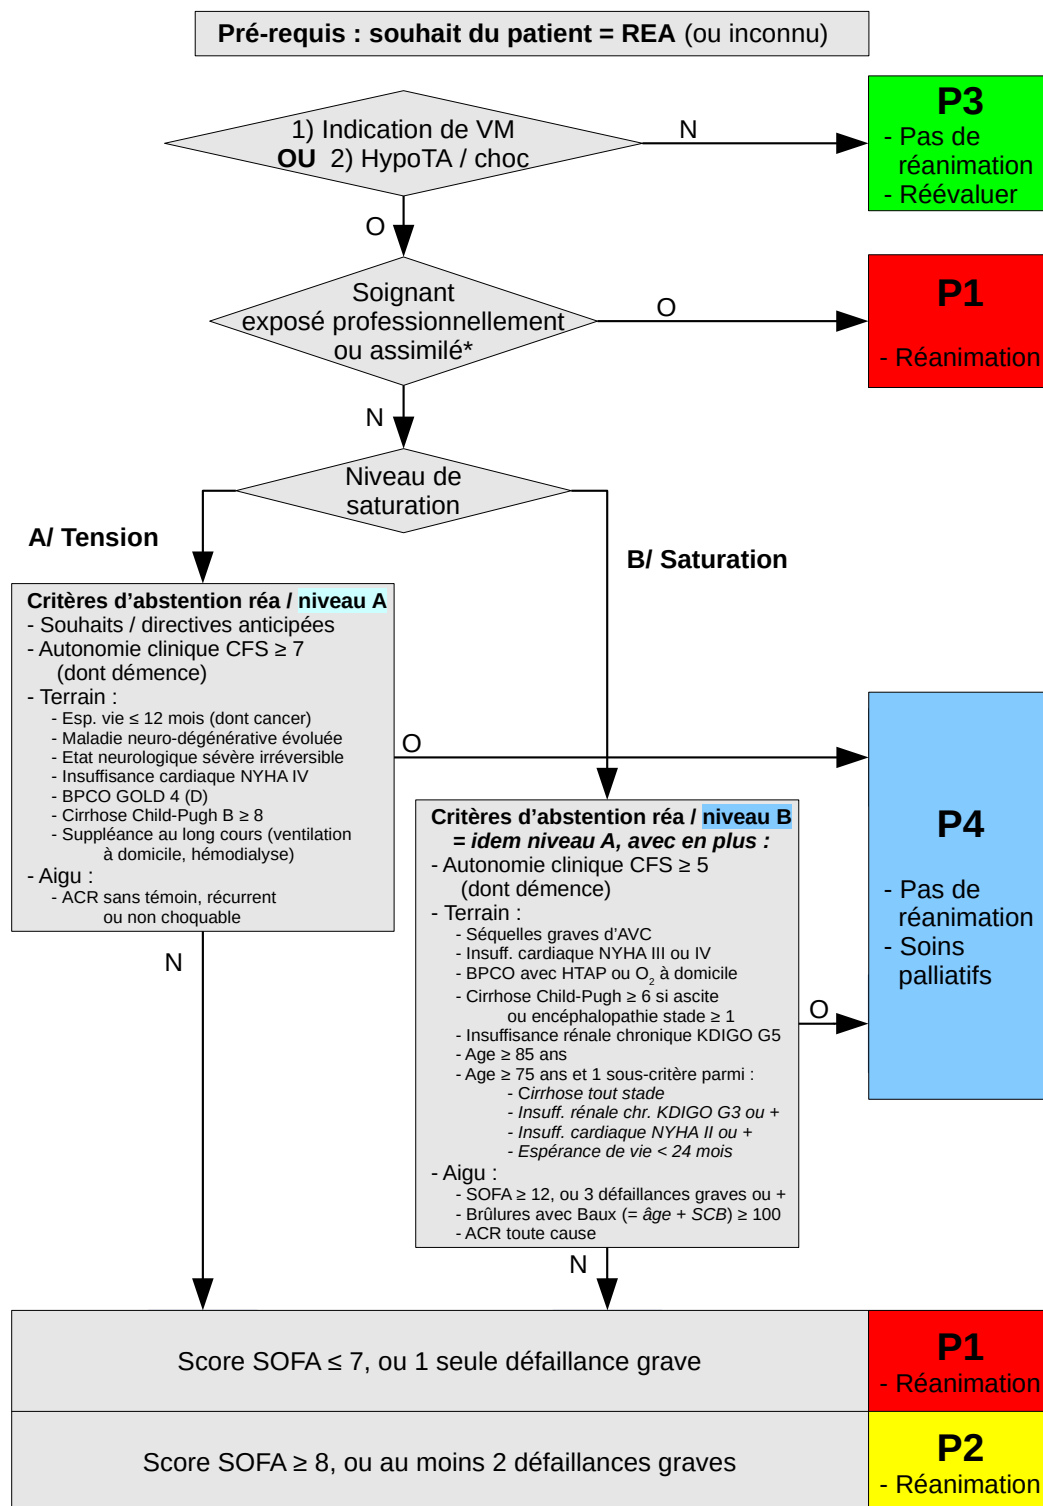 Pré-requis : souhait du patient = REA (ou inconnu)
1) Indication de VM
OU 2) HypoTA / choc
N
P3
- Pas de
réanimation
- Réévaluer
O
Soignant
exposé professionnellement
ou assimilé*
O
P1
- Réanimation
N
Niveau de
saturation
A/ Tension
B/ Saturation
Critères d’abstention réa / niveau A
- Souhaits / directives anticipées
- Autonomie clinique CFS ≥ 7
(dont démence)
- Terrain :
- Esp. vie ≤ 12 mois (dont cancer)
- Maladie neuro-dégénérative évoluée
- Etat neurologique sévère irréversible
- Insuffisance cardiaque NYHA IV
- BPCO GOLD 4 (D)
- Cirrhose Child-Pugh B ≥ 8
- Suppléance au long cours (ventilation
à domicile, hémodialyse)
- Aigu :
- ACR sans témoin, récurrent
ou non choquable
O
N
Critères d’abstention réa / niveau B
= idem niveau A, avec en plus :
- Autonomie clinique CFS ≥ 5
(dont démence)
- Terrain :
- Séquelles graves d’AVC
- Insuff. cardiaque NYHA III ou IV
- BPCO avec HTAP ou O2 à domicile
- Cirrhose Child-Pugh ≥ 6 si ascite
ou encéphalopathie stade ≥ 1
- Insuffisance rénale chronique KDIGO G5
- Age ≥ 85 ans
- Age ≥ 75 ans et 1 sous-critère parmi :
- Cirrhose tout stade
- Insuff. rénale chr. KDIGO G3 ou +
- Insuff. cardiaque NYHA II ou +
- Espérance de vie < 24 mois
- Aigu :
- SOFA ≥ 12, ou 3 défaillances graves ou +
- Brûlures avec Baux (= âge + SCB) ≥ 100
- ACR toute cause
O
N
P4
- Pas de
réanimation
- Soins
palliatifs
Score SOFA ≤ 7, ou 1 seule défaillance grave
P1
- Réanimation
Score SOFA ≥ 8, ou au moins 2 défaillances graves
P2
- Réanimation